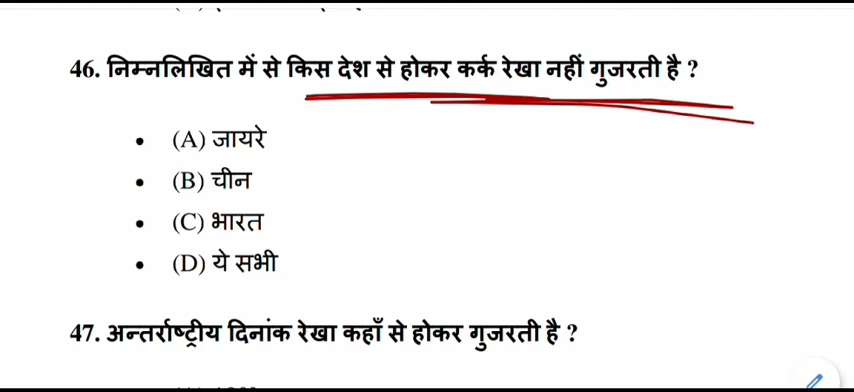 46. निम्नलिखित में से किस देश से होकर कर्क रेखा नहीं गुजरती है ?
• (A) जायरे
• (B) चीन
• (C) भारत
• (D) ये सभी
47. अन्तर्राष्ट्रीय दिनांक रेखा कहाँ से होकर गुजरती है ?